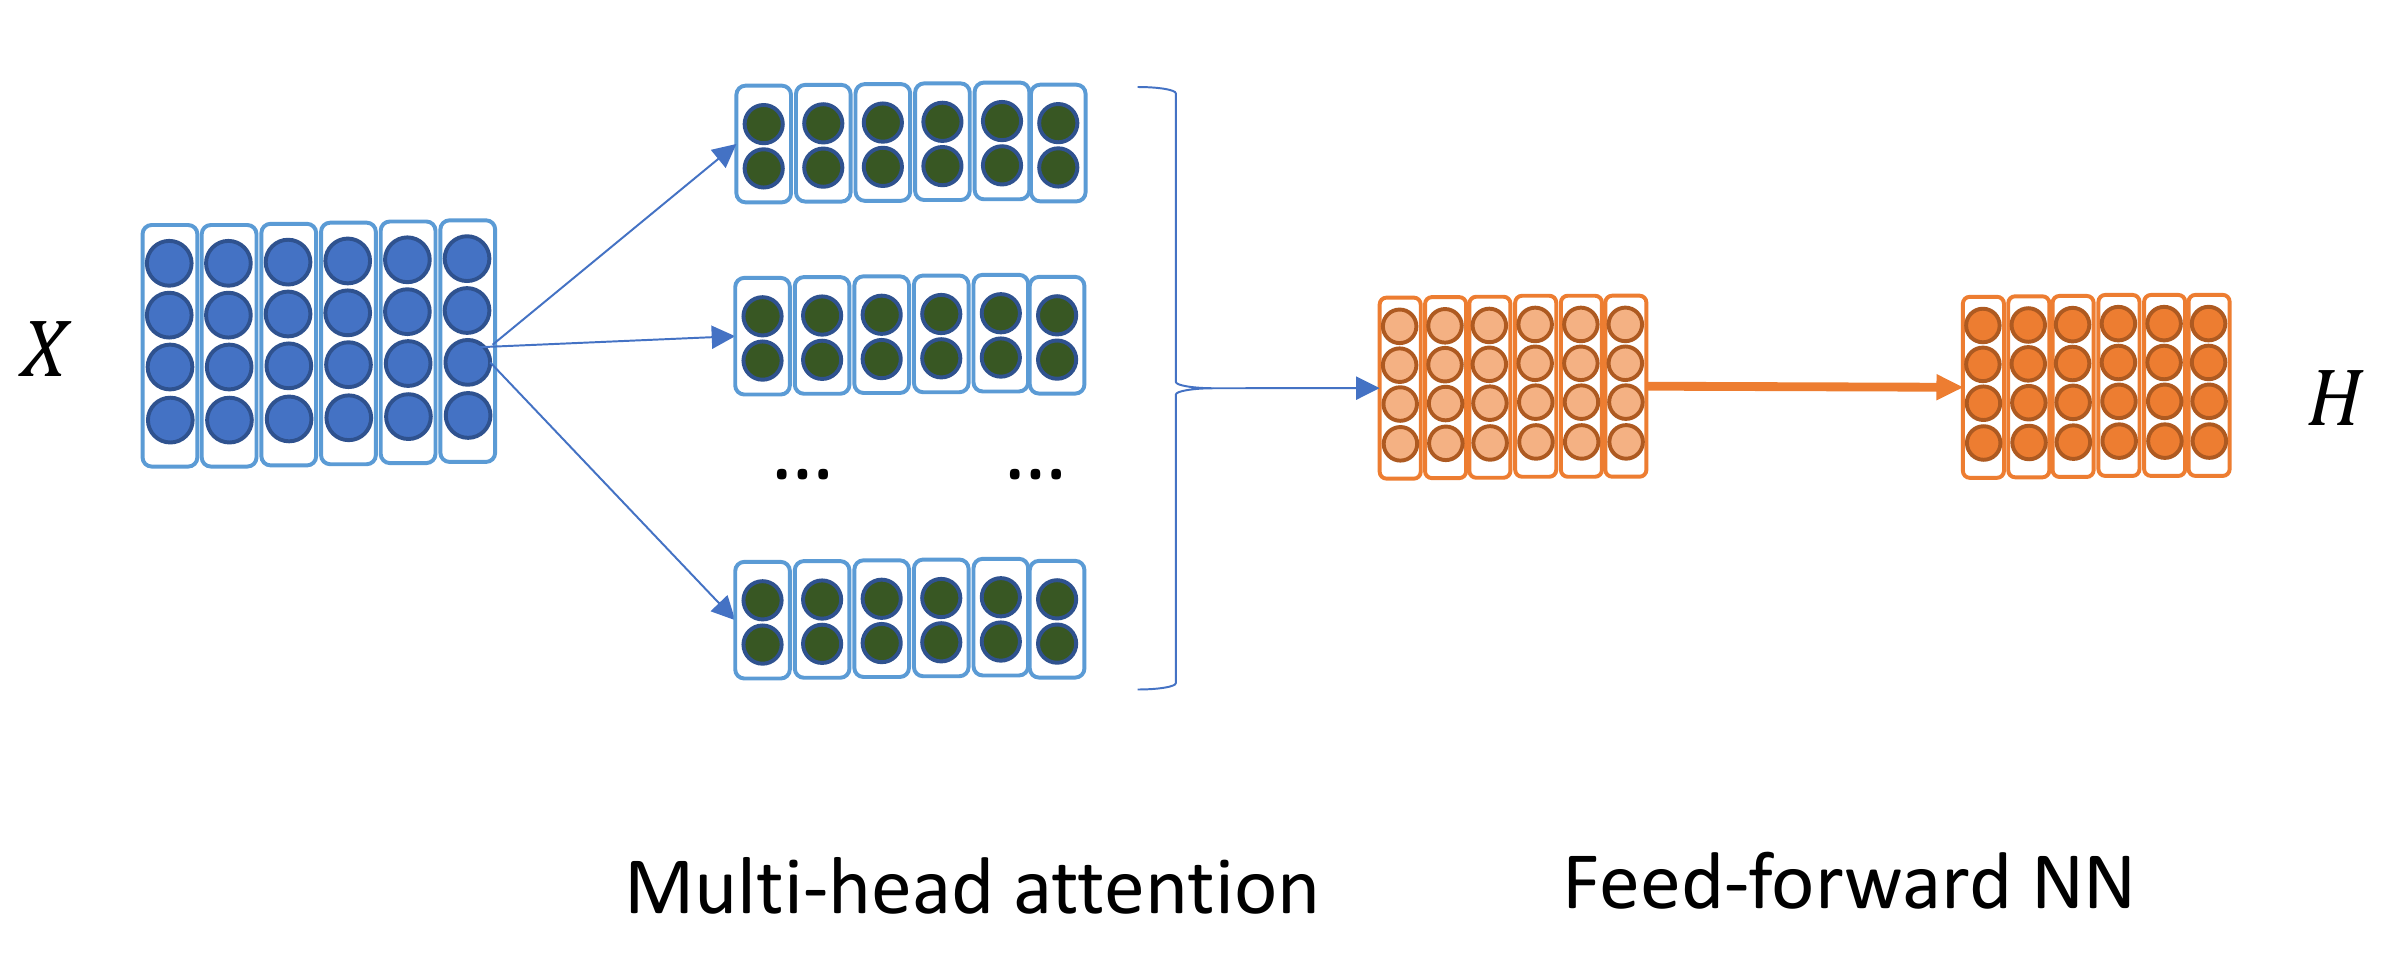 X
... ...
H
Multi-head attention
Feed-forward NN